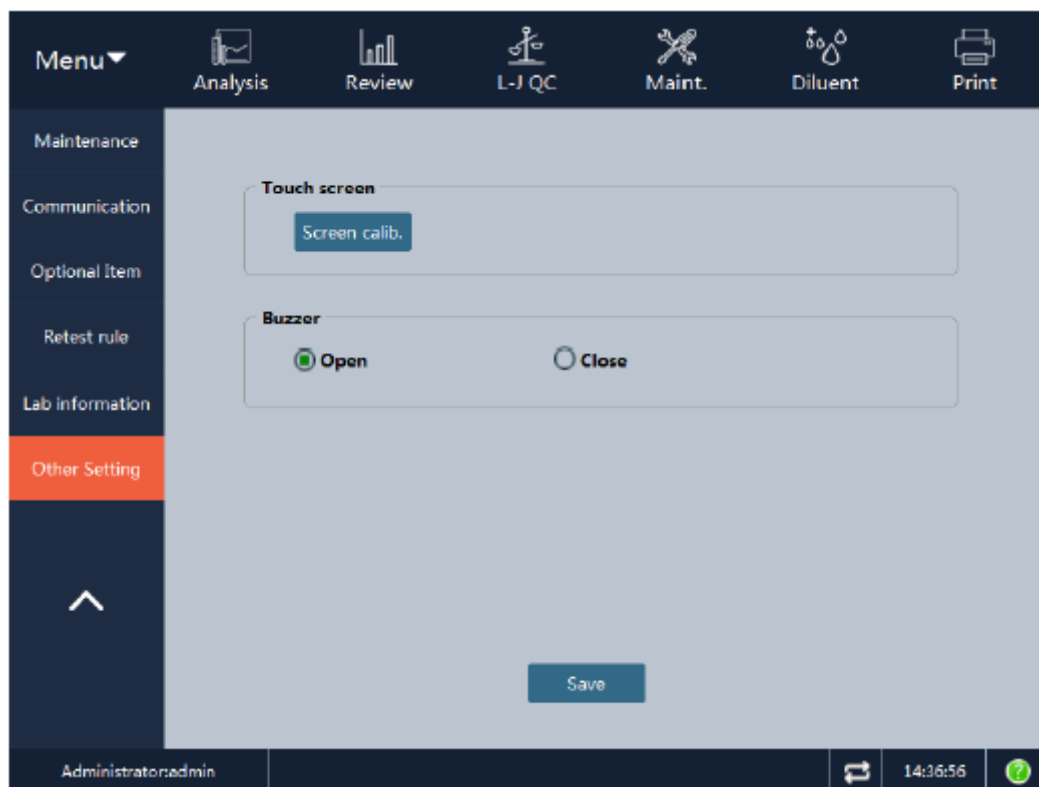 Menu
Analysis
Review
L-J QC
Maint.
Diluent
Print
Maintenance
Communication
Optional Item
Retest rule
Lab information
Other Setting
Touch screen
Screen calib.
Buzzer
Open
Close
Save
Administrator:admin
14:36:56
?